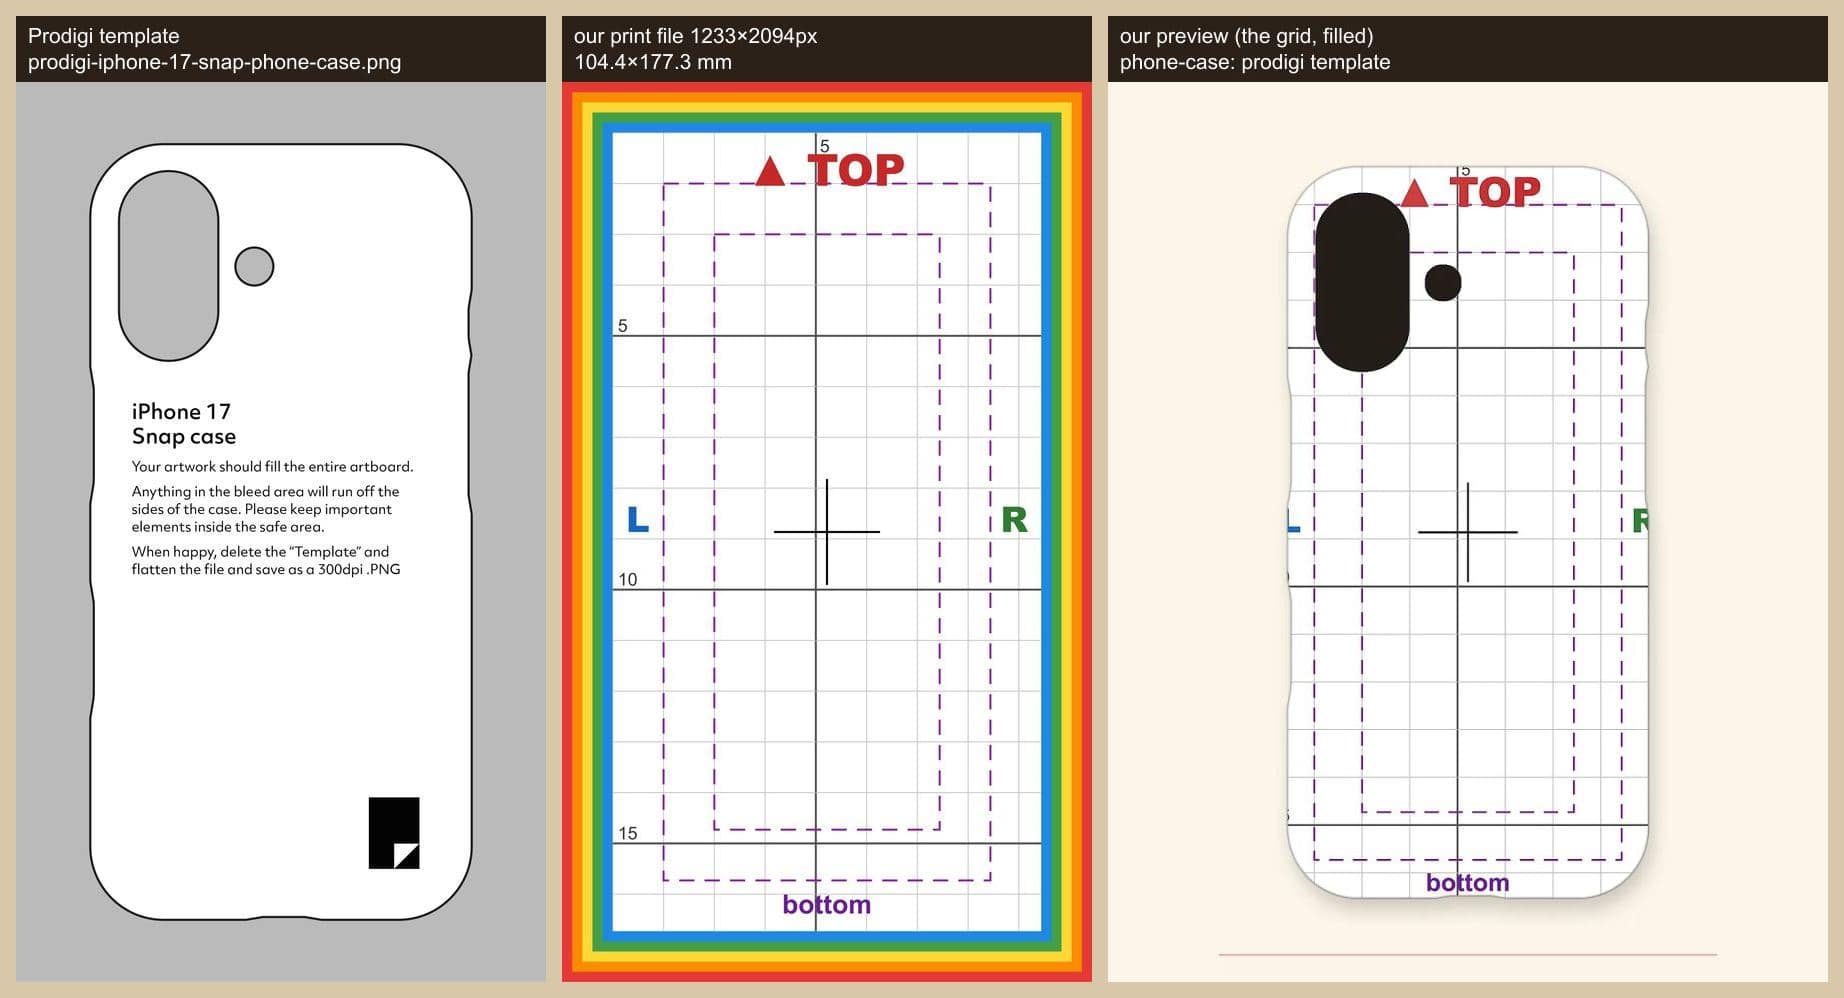 Prodigi template
prodigi-iphone-17-snap-phone-case.png
iPhone 17
Snap case
Your artwork should fill the entire artboard.
Anything in the bleed area will run off the
sides of the case. Please keep important
elements inside the safe area.
When happy, delete the “Template” and
flatten the file and save as a 300dpi .PNG
our print file 1233×2094px
104.4×177.3 mm
5
▲ TOP
5
L
R
10
15
bottom
our preview (the grid, filled)
phone-case: prodigi template
5
▲ TOP
L
R
bottom